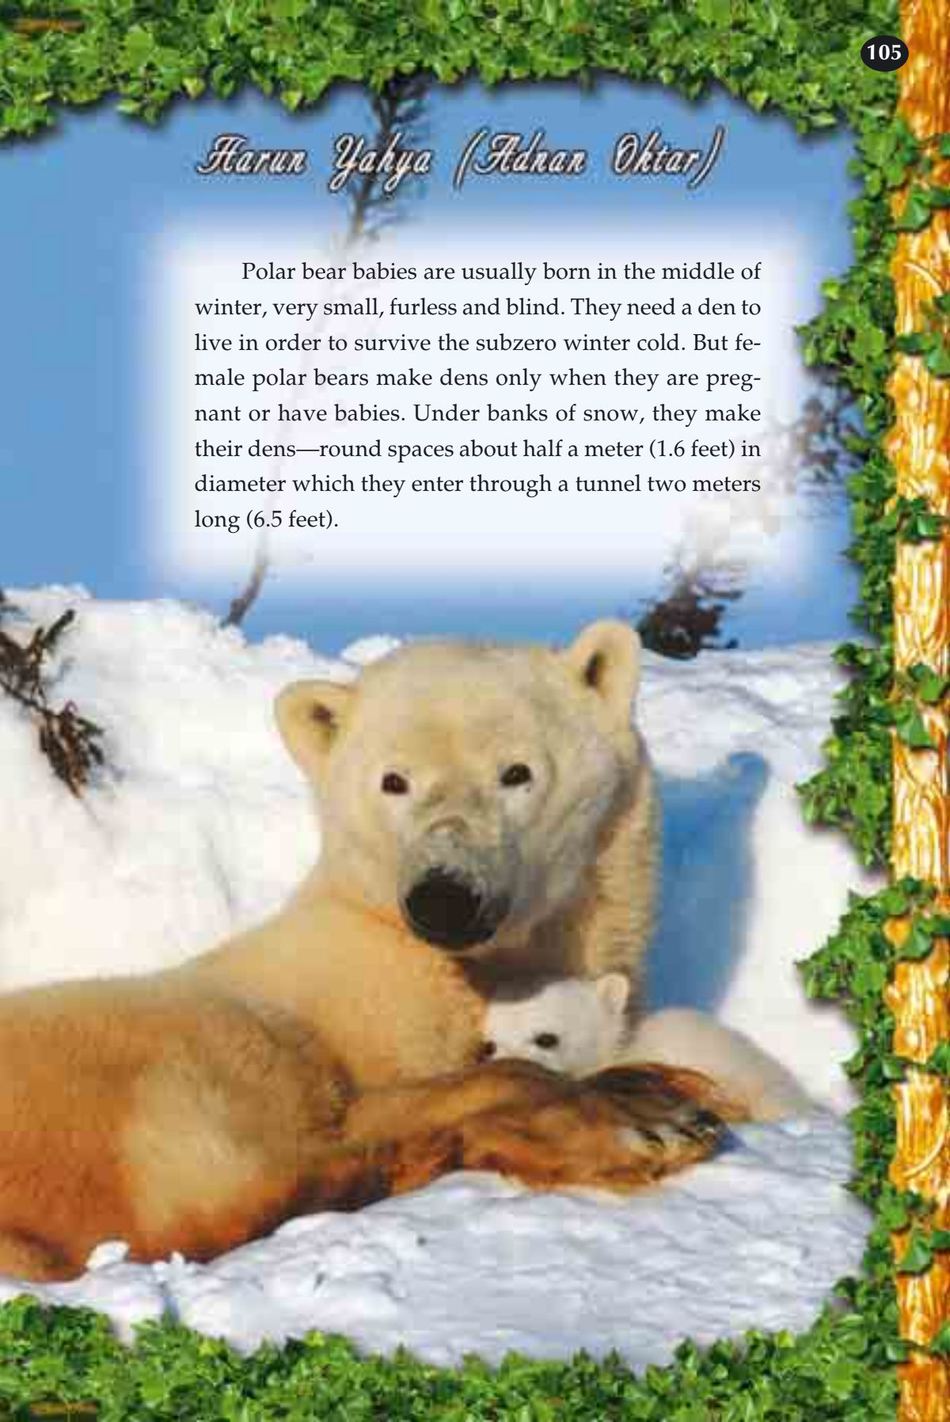 105
Harun Yahya (Adnan Oktar)
Polar bear babies are usually born in the middle of
winter, very small, furless and blind. They need a den to
live in order to survive the subzero winter cold. But fe-
male polar bears make dens only when they are preg-
nant or have babies. Under banks of snow, they make
their dens—round spaces about half a meter (1.6 feet) in
diameter which they enter through a tunnel two meters
long (6.5 feet).